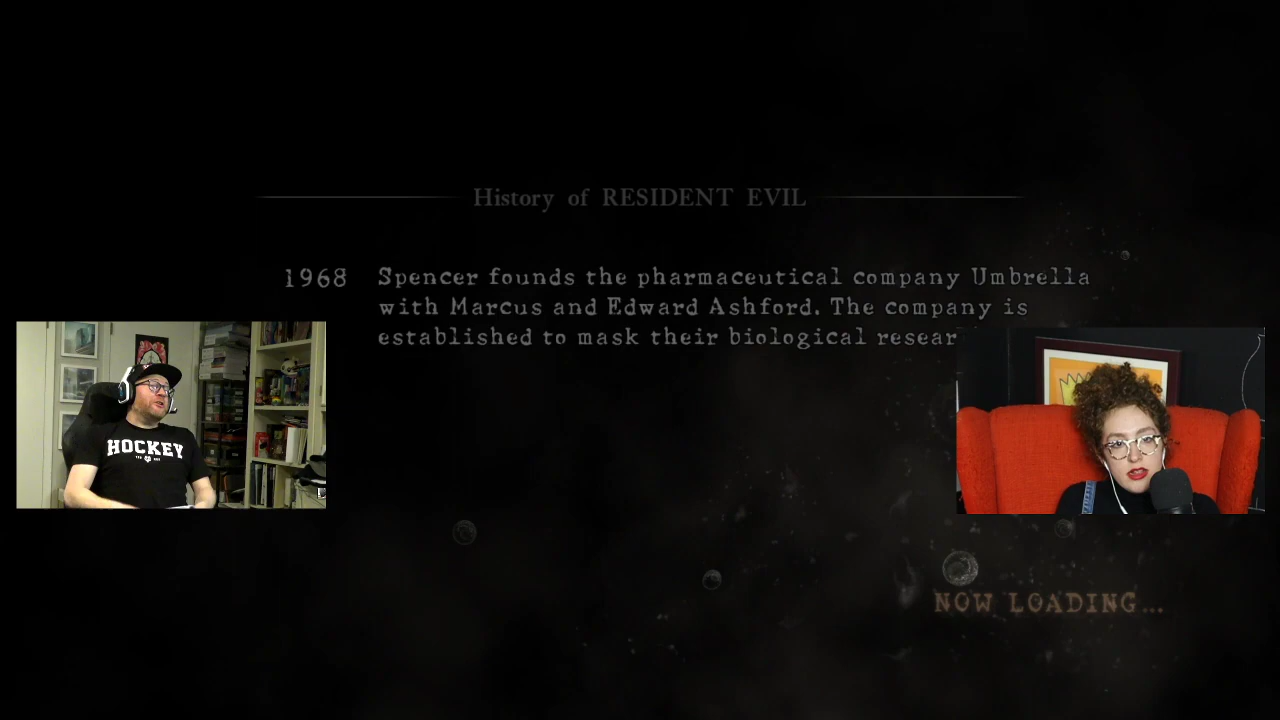 History of RESIDENT EVIL
1968 Spencer founds the pharmaceutical company Umbrella
with Marcus and Edward Ashford. The company is
established to mask their biological resear
HOCKEY
NOW LOADING...